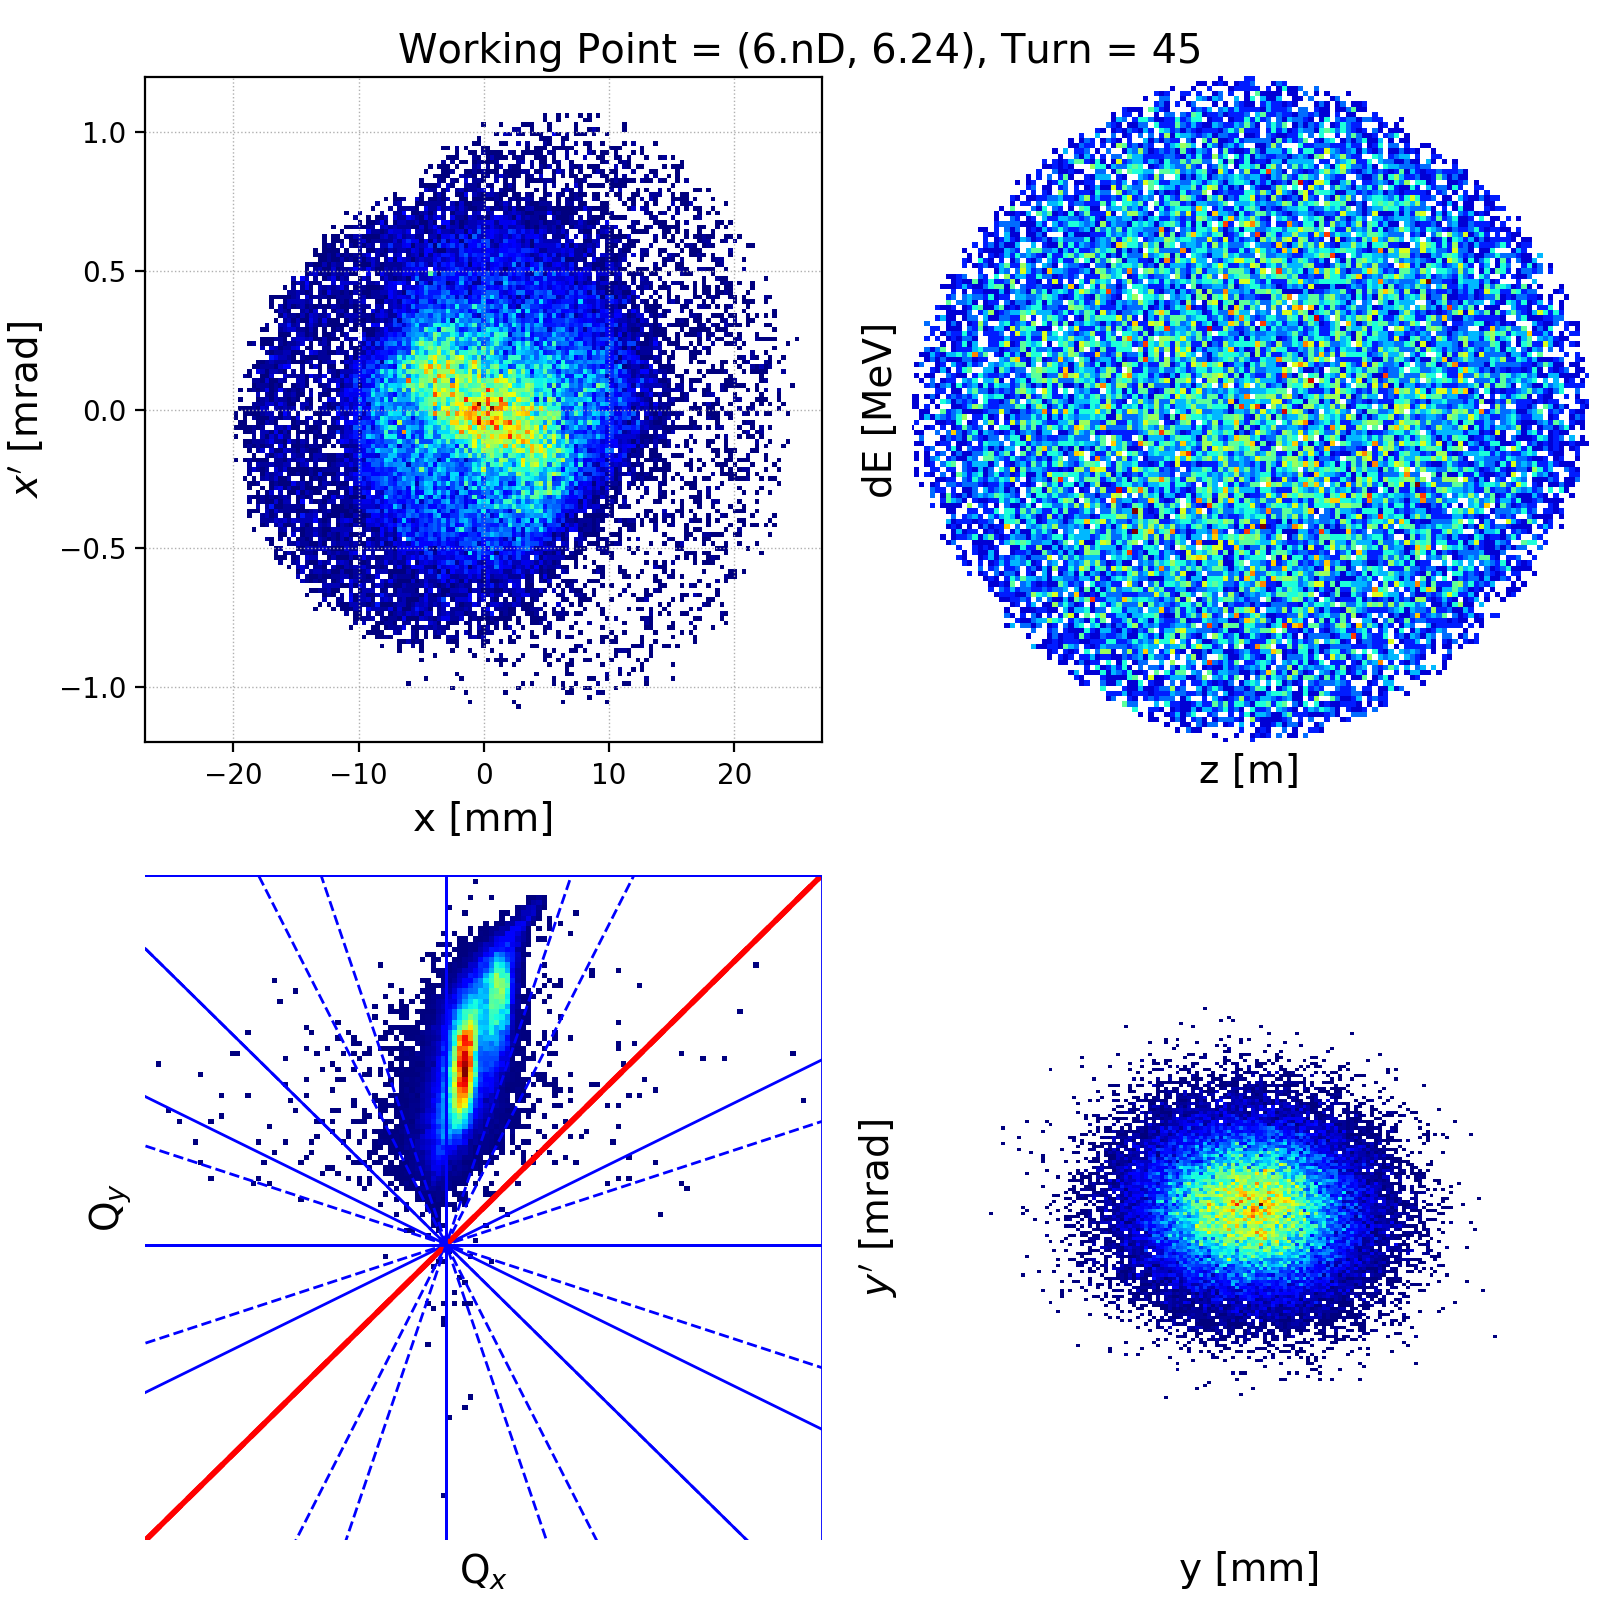 Working Point = (6.nD, 6.24), Turn = 45
1.0
0.5
0.0
−0.5
−1.0
x′ [mrad]
−20 −10 0 10 20
x [mm]
dE [MeV]
z [m]
Qy
Qx
y′ [mrad]
y [mm]